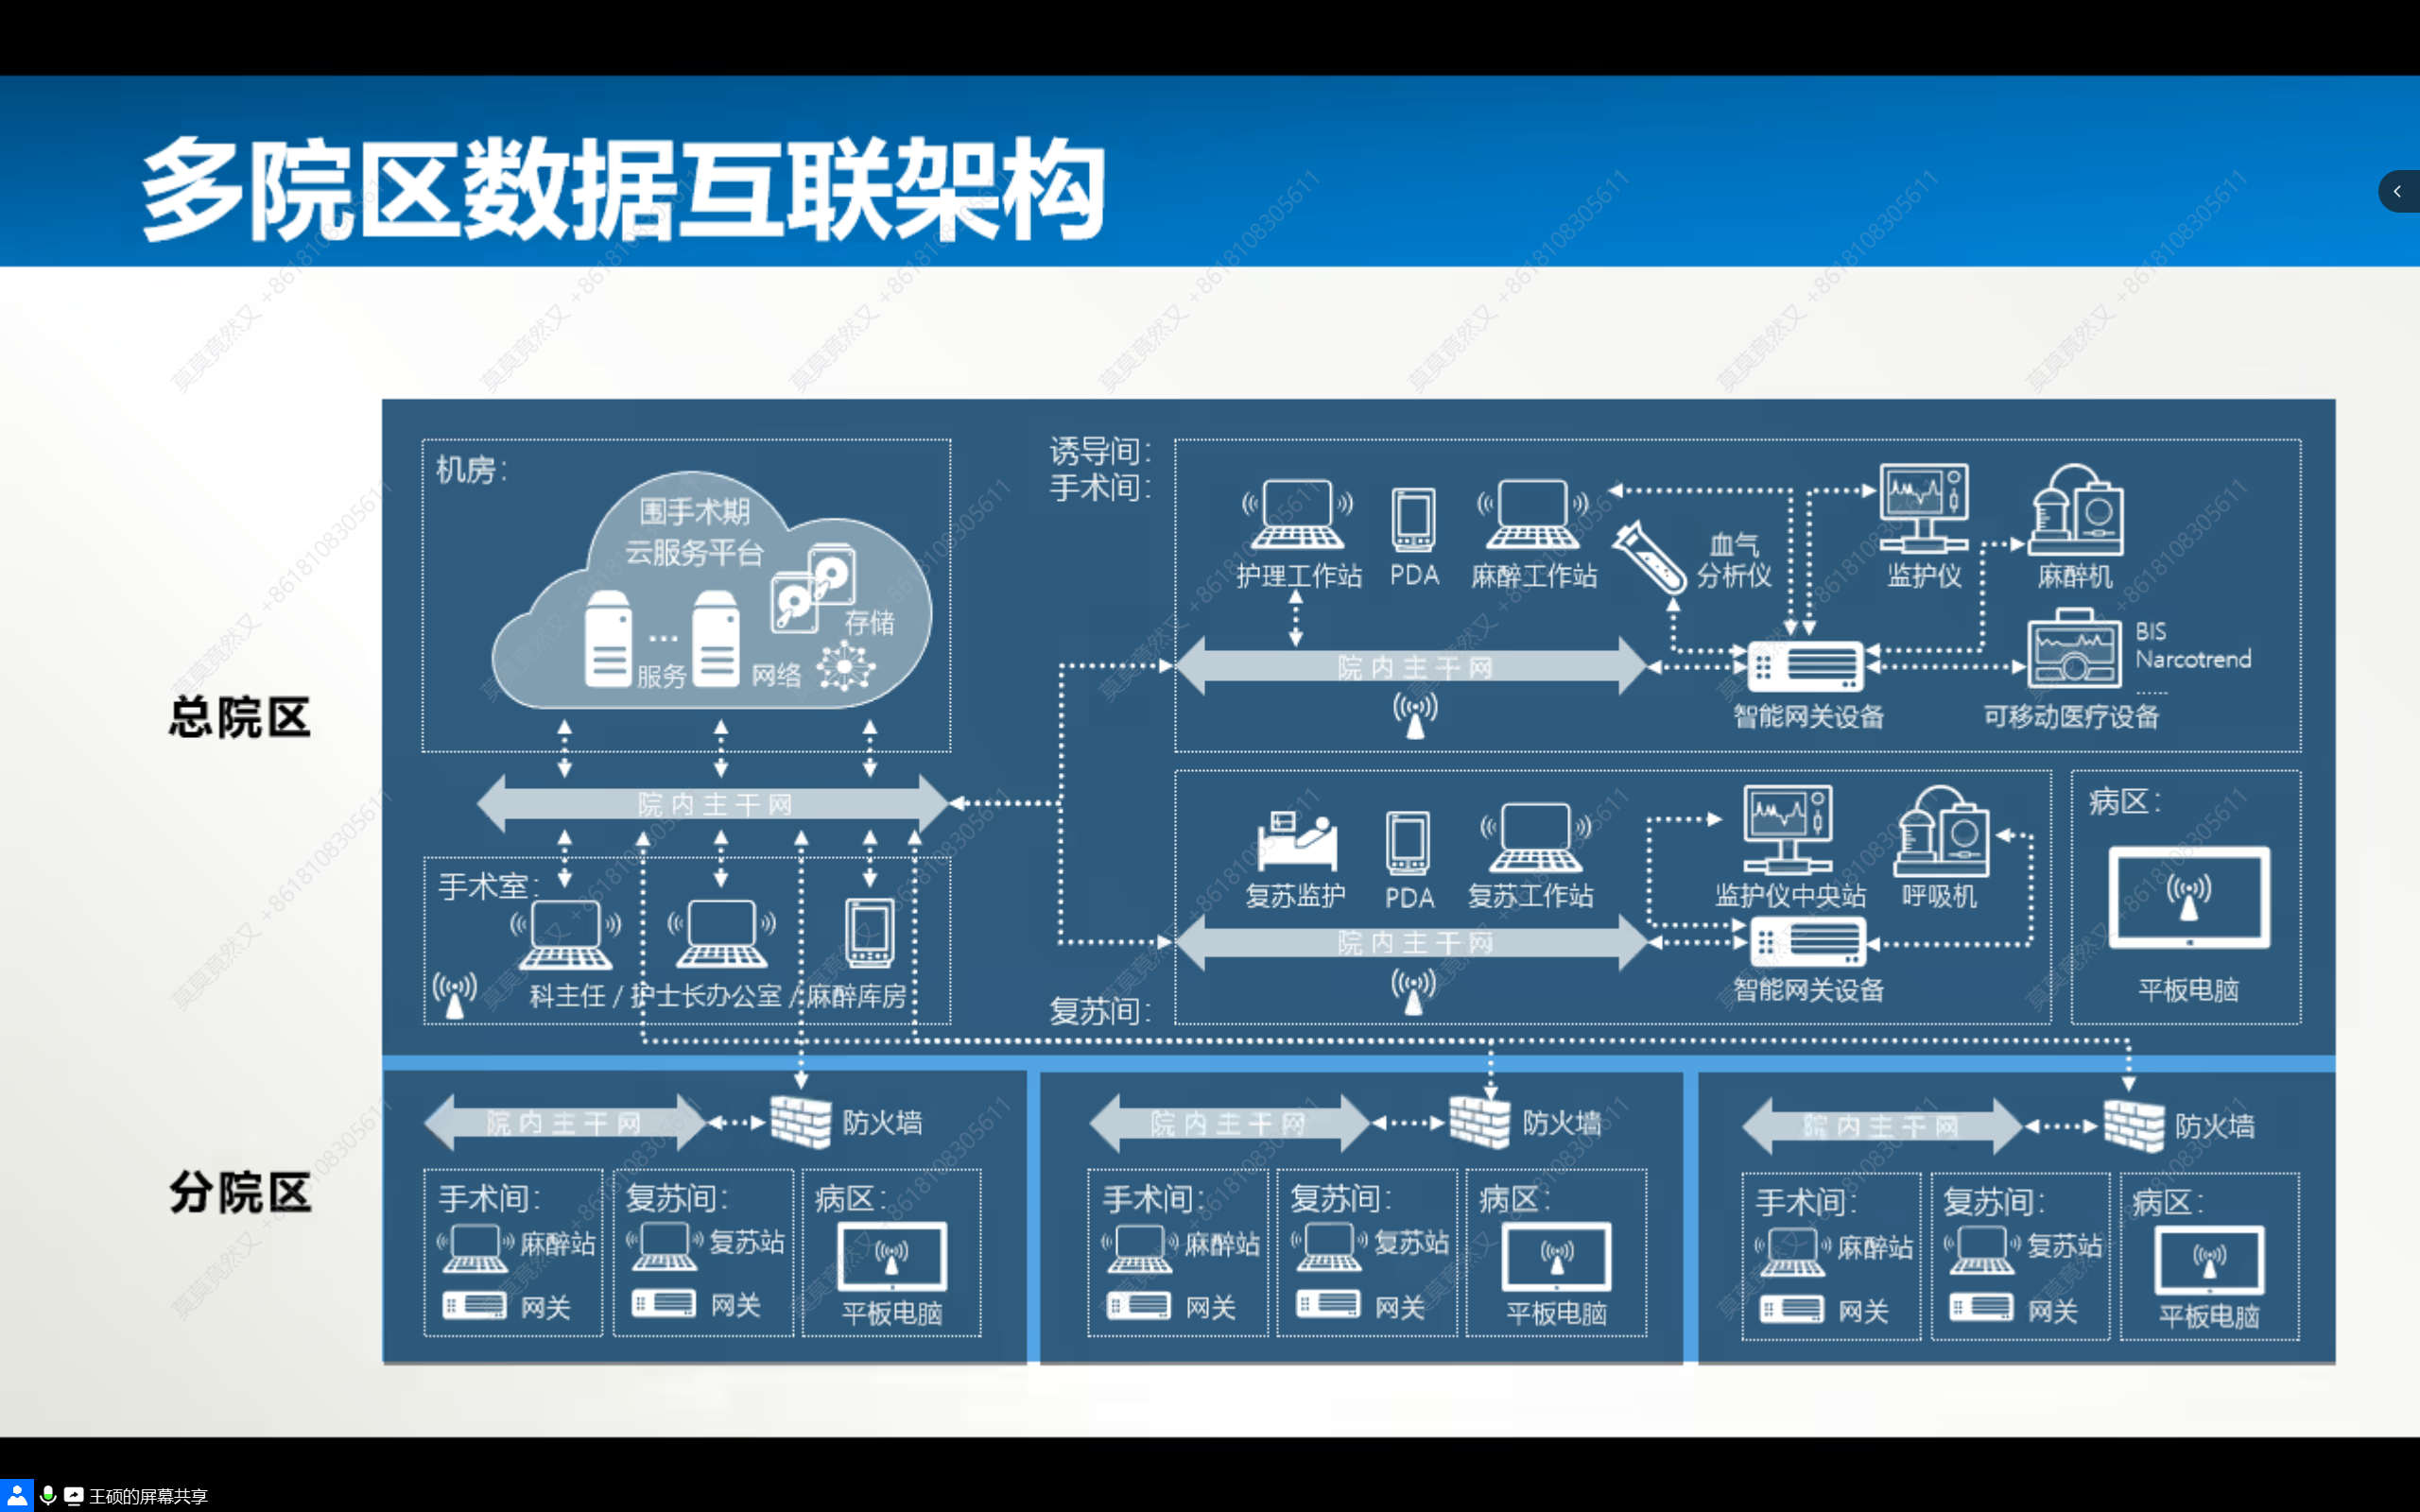 多院区数据互联架构
总院区
机房:
围手术期
云服务平台
存储
服务
网络
院内主干网
手术室:
科主任 / 护士长办公室 / 麻醉库房
诱导间:
手术间:
护理工作站
PDA
麻醉工作站
血气
分析仪
监护仪
麻醉机
院内主干网
智能网关设备
BIS
Narcotrend
......
可移动医疗设备
复苏间:
复苏监护
PDA
复苏工作站
监护仪中央站
呼吸机
院内主干网
智能网关设备
病区:
平板电脑
分院区
院内主干网
防火墙
手术间:
麻醉站
网关
复苏间:
复苏站
网关
病区:
平板电脑
院内主干网
防火墙
手术间:
麻醉站
网关
复苏间:
复苏站
网关
病区:
平板电脑
院内主干网
防火墙
手术间:
麻醉站
网关
复苏间:
复苏站
网关
病区:
平板电脑
王硕的屏幕共享
莫莫竟然又 +8618108305611